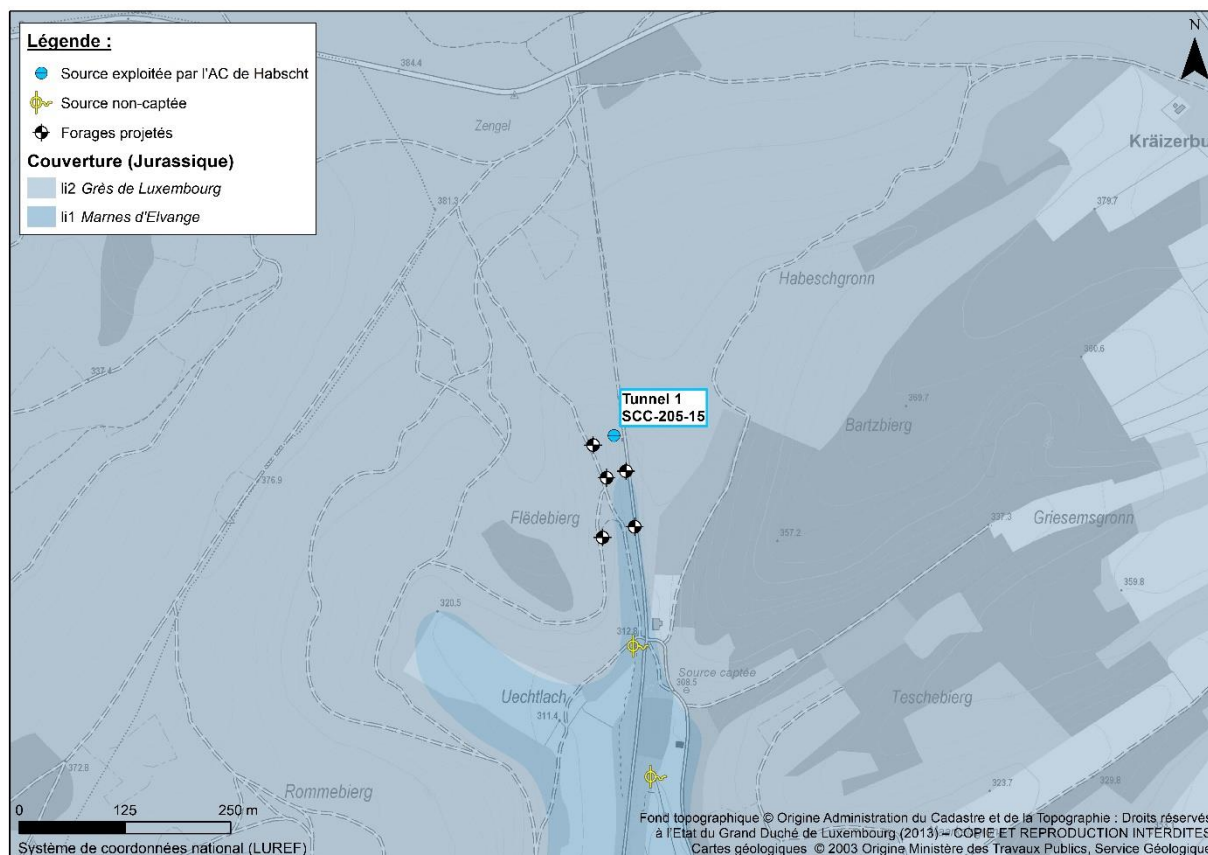 Légende :
Source exploitée par l'AC de Habscht
Source non-captée
Forages projetés
Couverture (Jurassique)
li2 Grès de Luxembourg
li1 Marnes d'Elvange
N
384.4
Zengel
Kräizerbu
381.3
379.7
Habeschgronn
337.4
360.6
Tunnel 1
SCC-205-15
369.7
Bartzbierg
376.9
Flëdebierg
Griesemsgronn
357.2
359.8
320.5
Source captée
308.5
Uechtlach
Teschebierg
311.4
372.8
323.7
329.8
Rommebierg
0 125 250 m
Système de coordonnées national (LUREF)
Fond topographique © Origine Administration du Cadastre et de la Topographie : Droits réservés
à l'Etat du Grand Duché de Luxembourg (2013) – COPIE ET REPRODUCTION INTERDITES
Cartes géologiques © 2003 Origine Ministère des Travaux Publics, Service Géologique